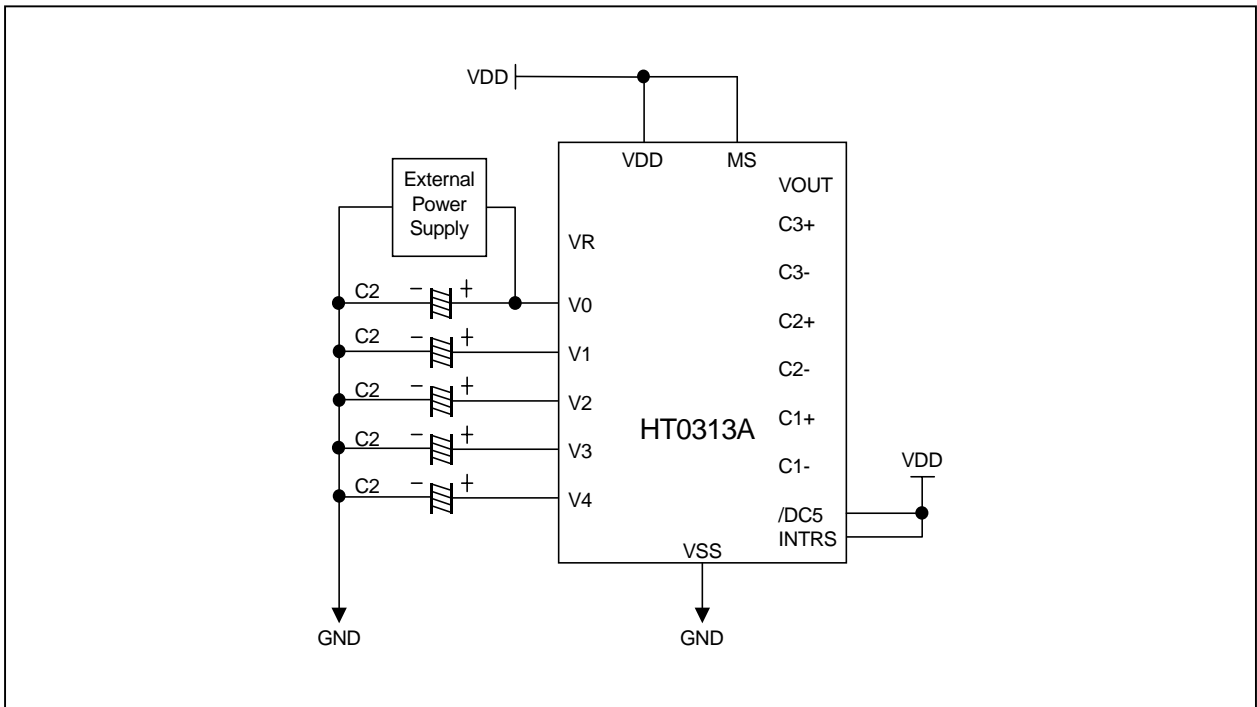 VDD
VDD
MS
External
Power
Supply
VOUT
C3+
VR
C3-
C2
− +
V0
C2+
C2
− +
V1
C2-
C2
− +
V2
HT0313A
C1+
C2
− +
V3
C1-
VDD
C2
− +
V4
/DC5
INTRS
VSS
GND
GND